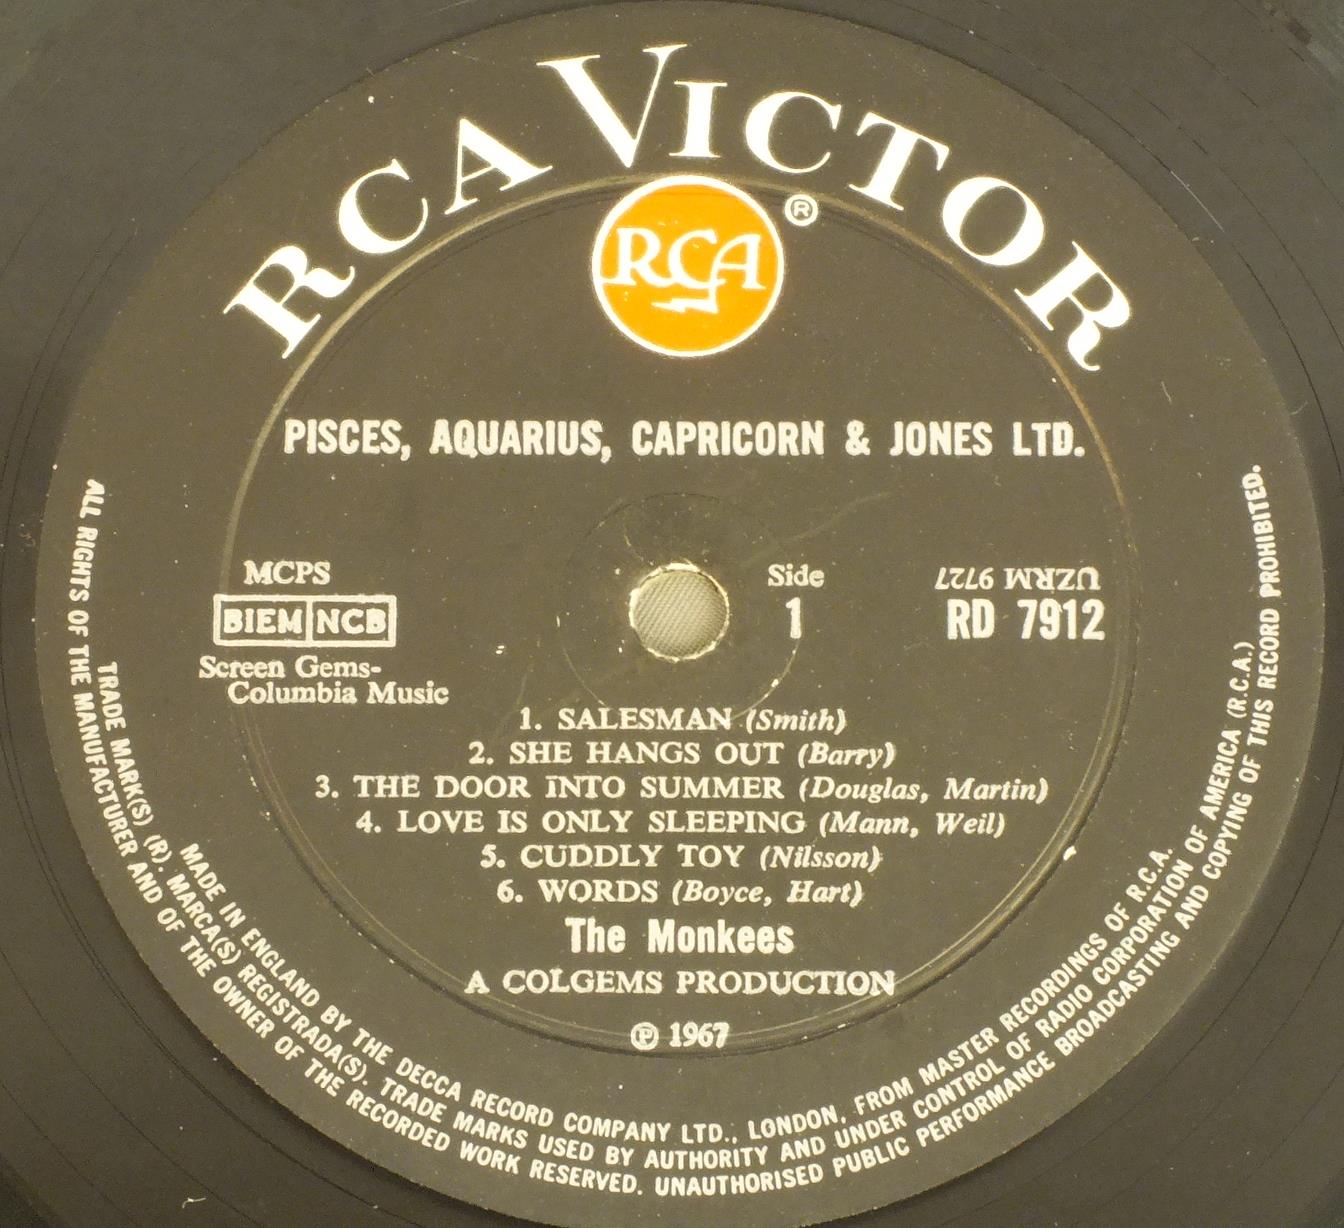 RCA VICTOR
RCA ®
PISCES, AQUARIUS, CAPRICORN & JONES LTD.
MCPS
BIEM NCB
Screen Gems-
Columbia Music
Side
1
UZRM 9727
RD 7912
1. SALESMAN (Smith)
2. SHE HANGS OUT (Barry)
3. THE DOOR INTO SUMMER (Douglas, Martin)
4. LOVE IS ONLY SLEEPING (Mann, Weil)
5. CUDDLY TOY (Nilsson)
6. WORDS (Boyce, Hart)
The Monkees
A COLGEMS PRODUCTION
℗ 1967
MADE IN ENGLAND BY THE DECCA RECORD COMPANY LTD., LONDON, FROM MASTER RECORDINGS OF R.C.A.
TRADE MARK(S) (R). MARCA(S) REGISTRADA(S). TRADE MARKS USED BY AUTHORITY AND UNDER CONTROL OF RADIO CORPORATION OF AMERICA (R.C.A.)
ALL RIGHTS OF THE MANUFACTURER AND OF THE OWNER OF THE RECORDED WORK RESERVED. UNAUTHORISED PUBLIC PERFORMANCE BROADCASTING AND COPYING OF THIS RECORD PROHIBITED.